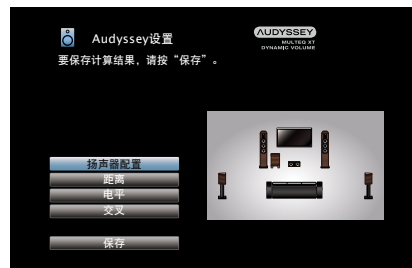 Audyssey设置
AUDYSSEY
MULTEQ XT
DYNAMIC VOLUME
要保存计算结果，请按“保存”。
扬声器配置
距离
电平
交叉
保存